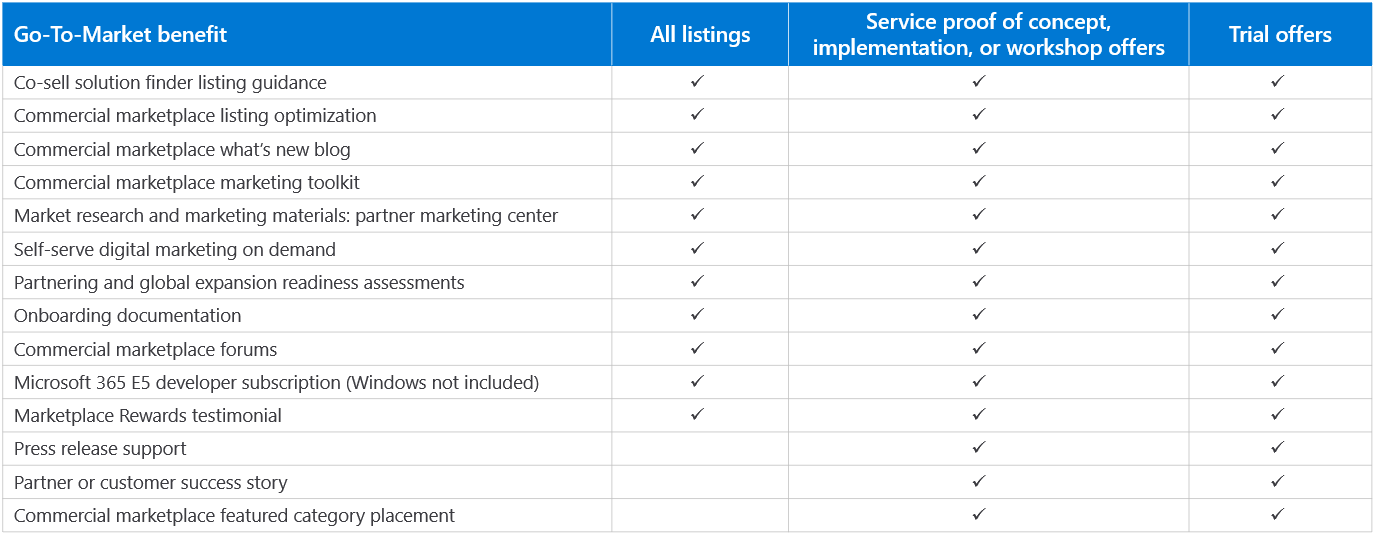 Go-To-Market benefit All listings Service proof of concept, implementation, or workshop offers Trial offers
Co-sell solution finder listing guidance ✓ ✓ ✓
Commercial marketplace listing optimization ✓ ✓ ✓
Commercial marketplace what's new blog ✓ ✓ ✓
Commercial marketplace marketing toolkit ✓ ✓ ✓
Market research and marketing materials: partner marketing center ✓ ✓ ✓
Self-serve digital marketing on demand ✓ ✓ ✓
Partnering and global expansion readiness assessments ✓ ✓ ✓
Onboarding documentation ✓ ✓ ✓
Commercial marketplace forums ✓ ✓ ✓
Microsoft 365 E5 developer subscription (Windows not included) ✓ ✓ ✓
Marketplace Rewards testimonial ✓ ✓ ✓
Press release support ✓ ✓
Partner or customer success story ✓ ✓
Commercial marketplace featured category placement ✓ ✓